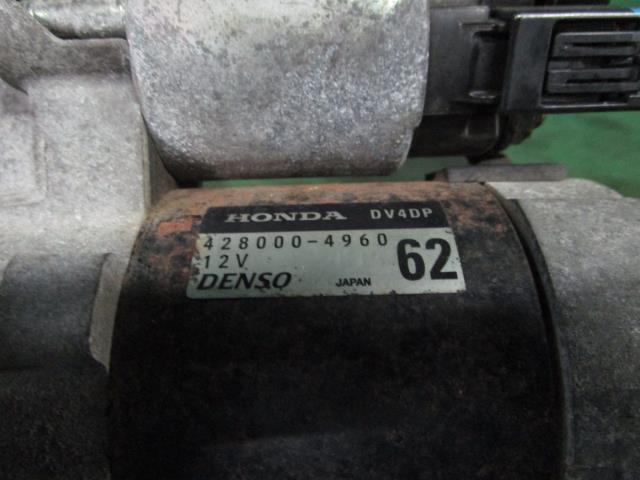 HONDA DV4DP
428000-4960
12V 62
DENSO JAPAN